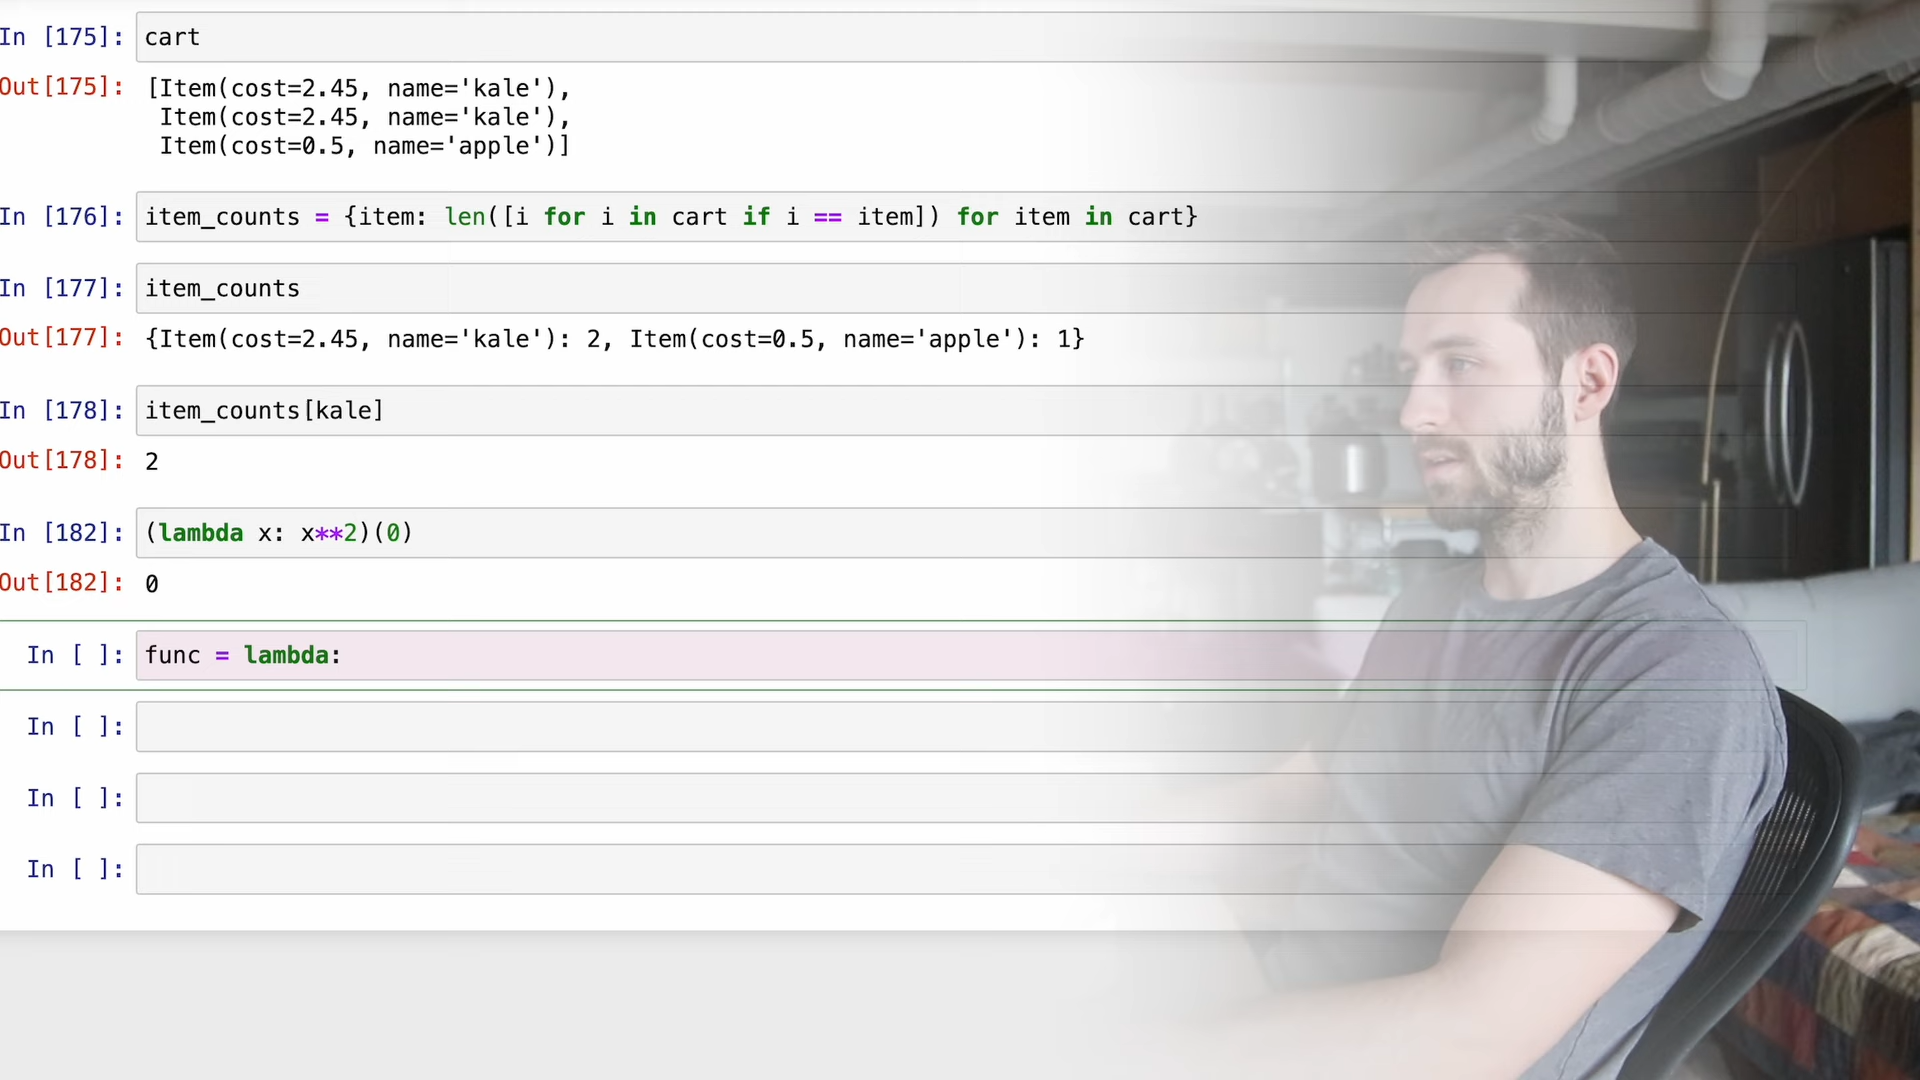 In [175]: cart
Out[175]: [Item(cost=2.45, name='kale'),
Item(cost=2.45, name='kale'),
Item(cost=0.5, name='apple')]
In [176]: item_counts = {item: len([i for i in cart if i == item]) for item in cart}
In [177]: item_counts
Out[177]: {Item(cost=2.45, name='kale'): 2, Item(cost=0.5, name='apple'): 1}
In [178]: item_counts[kale]
Out[178]: 2
In [182]: (lambda x: x**2)(0)
Out[182]: 0
In [ ]: func = lambda:
In [ ]:
In [ ]:
In [ ]: